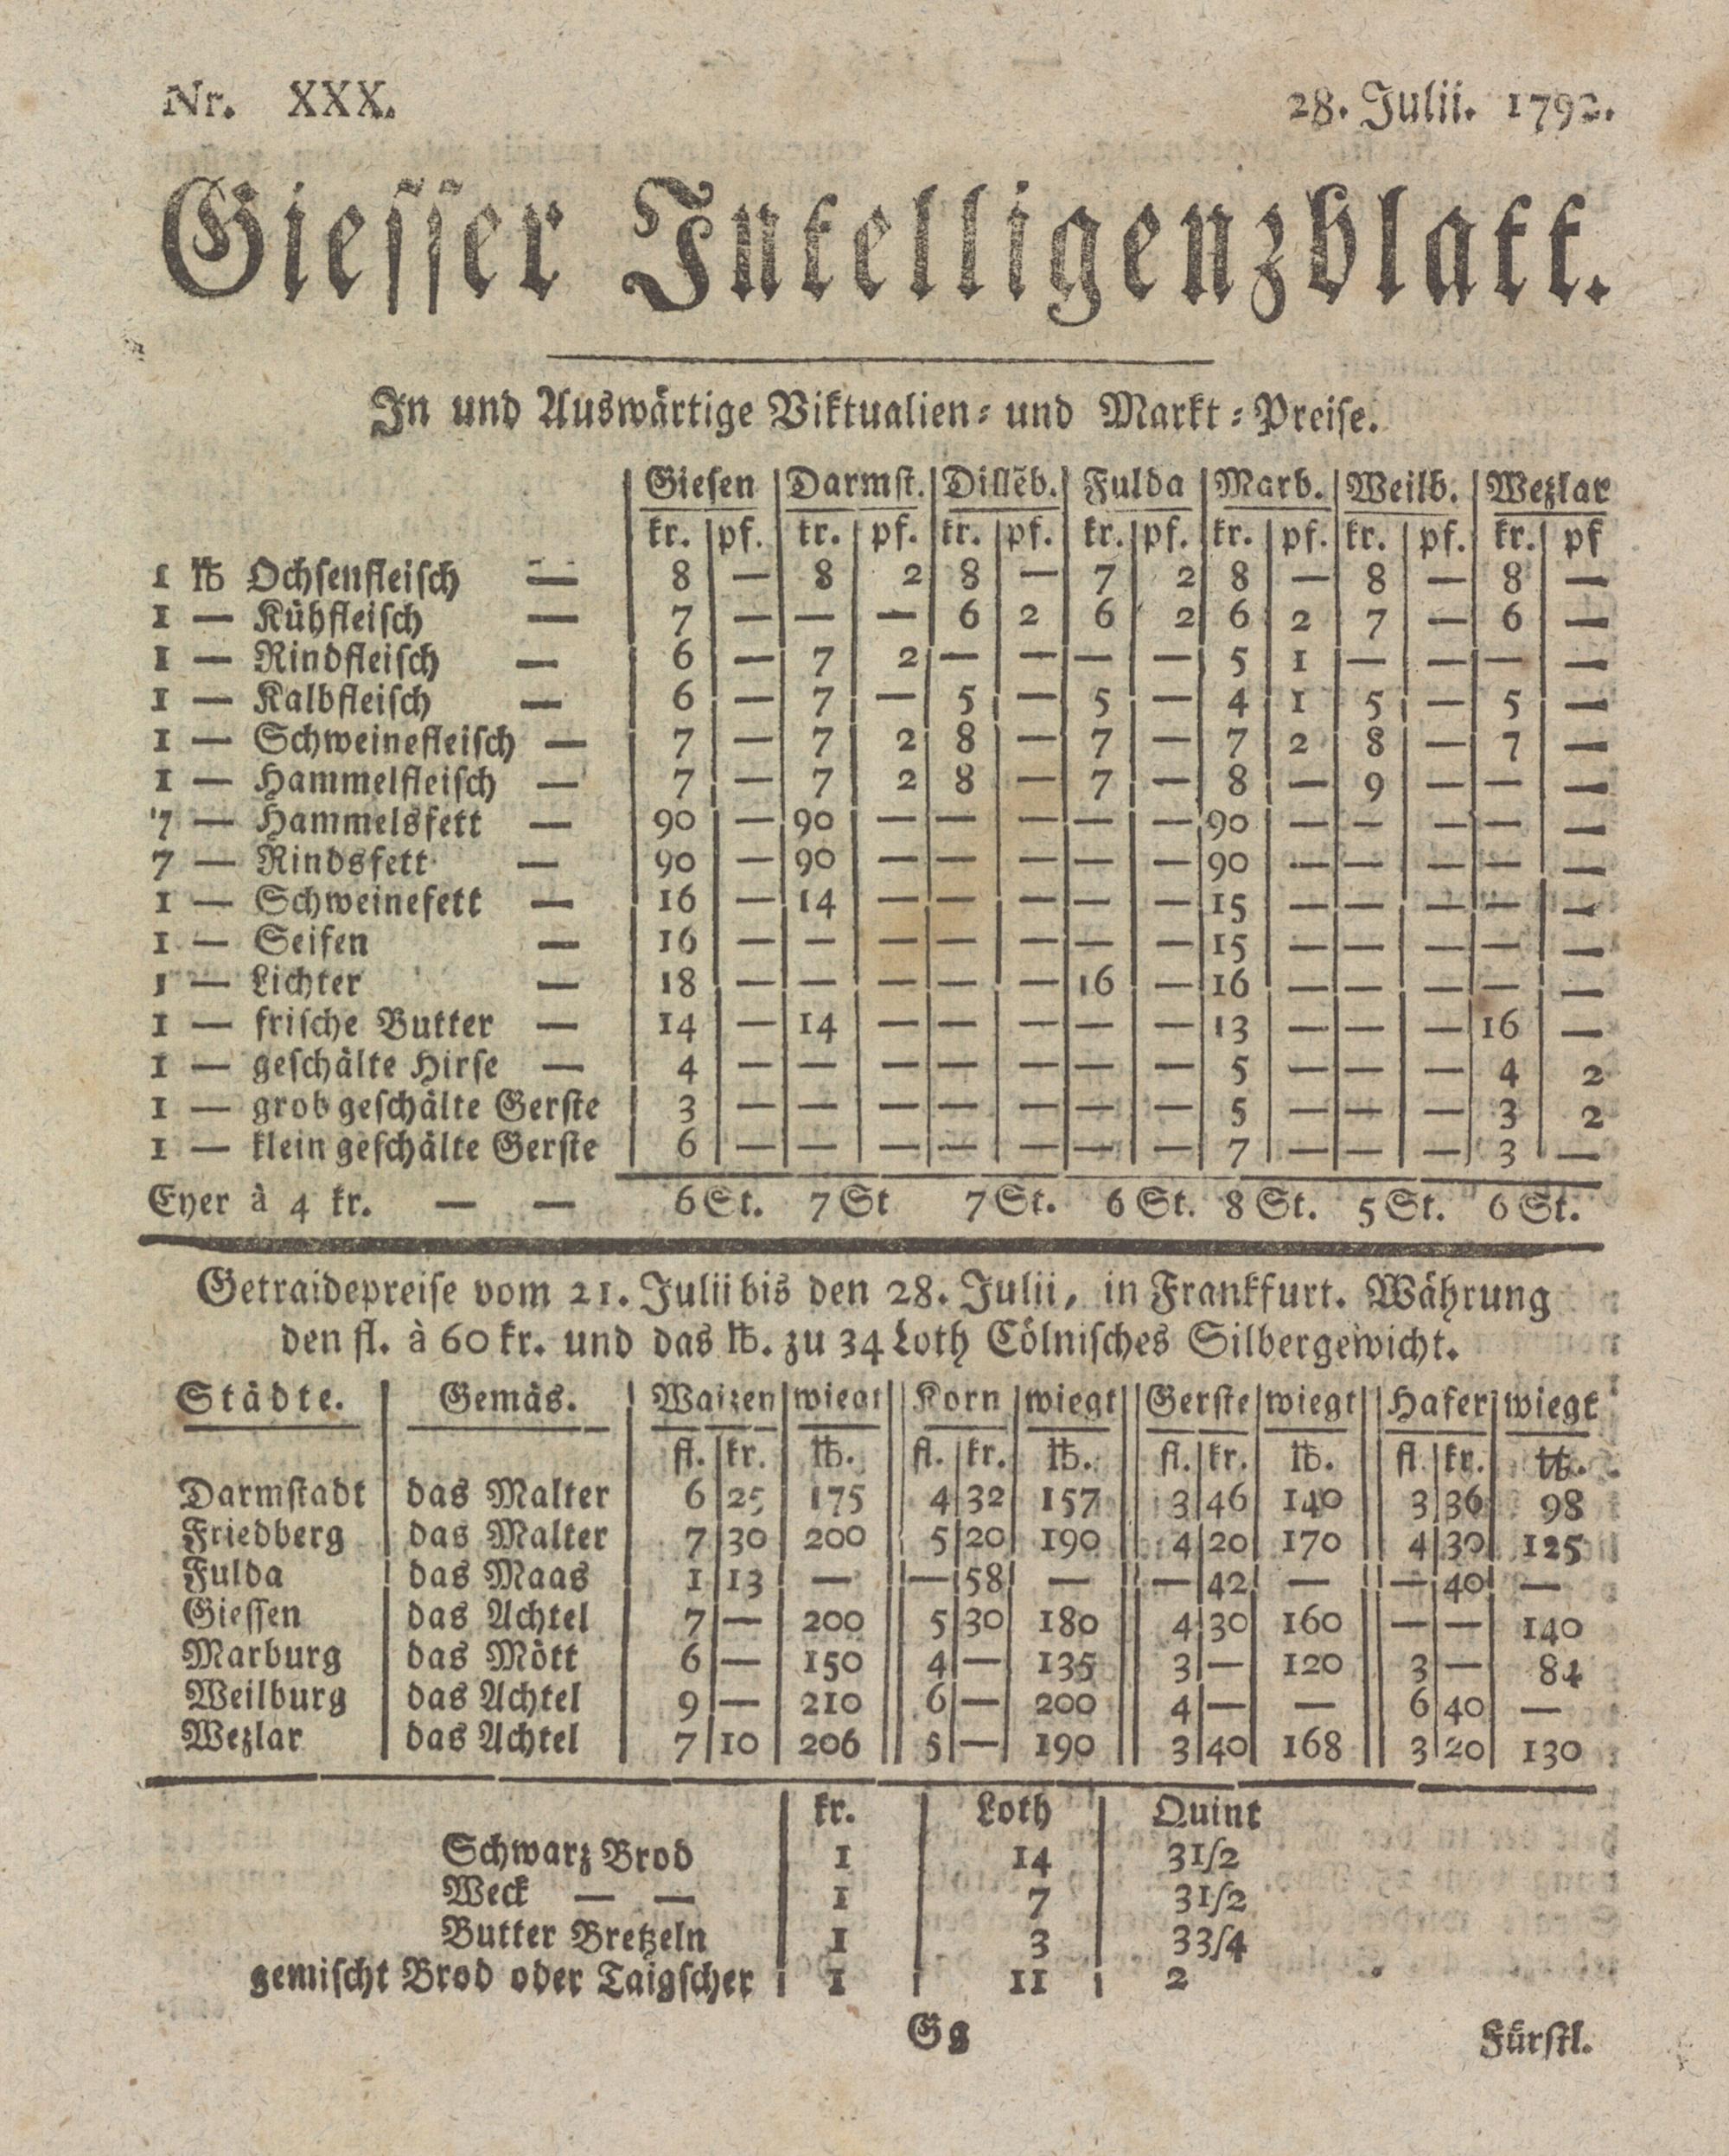 Nr. XXX.
28. Julii. 1792.
Giesser Intelligenzblatt.
In und Auswärtige Viktualien- und Markt-Preise.
Giesen Darmst. Dillēb. Fulda Marb. Weilb. Wezlar
kr. pf. kr. pf. kr. pf. kr. pf. kr. pf. kr. pf. kr. pf
1 ℔ Ochsenfleisch — 8 — 8 2 8 — 7 2 8 — 8 — 8 —
1 — Kühfleisch — 7 — — — 6 2 6 2 6 2 7 — 6 —
1 — Rindfleisch — 6 — 7 2 — — — — 5 1 — — — —
1 — Kalbfleisch — 6 — 7 — 5 — 5 — 4 1 5 — 5 —
1 — Schweinefleisch — 7 — 7 2 8 — 7 — 7 2 8 — 7 —
1 — Hammelfleisch — 7 — 7 2 8 — 7 — 8 — 9 — — —
7 — Hammelsfett — 90 — 90 — — — — — 90 — — — — —
7 — Rindsfett — 90 — 90 — — — — — 90 — — — — —
1 — Schweinefett — 16 — 14 — — — — — 15 — — — — —
1 — Seifen — 16 — — — — — — — 15 — — — — —
1 — Lichter — 18 — — — — — 16 — 16 — — — — —
1 — frische Butter — 14 — 14 — — — — — 13 — — — 16 —
1 — geschälte Hirse — 4 — — — — — — — 5 — — — 4 2
1 — grob geschälte Gerste 3 — — — — — — — 5 — — — 3 2
1 — klein geschälte Gerste 6 — — — — — — — 7 — — — 3 —
Eyer à 4 kr. — — 6 St. 7 St 7 St. 6 St. 8 St. 5 St. 6 St.
Getraidepreise vom 21. Julii bis den 28. Julii, in Frankfurt. Währung
den fl. à 60 kr. und das ℔. zu 34 Loth Cölnisches Silbergewicht.
Städte. Gemäs. Waizen wiegt Korn wiegt Gerste wiegt Hafer wiegt
fl. kr. ℔. fl. kr. ℔. fl. kr. ℔. fl. kr. ℔.
Darmstadt das Malter 6 25 175 4 32 157 3 46 140 3 36 98
Friedberg das Malter 7 30 200 5 20 190 4 20 170 4 30 125
Fulda das Maas 1 13 — — 58 — — 42 — — 40 —
Giessen das Achtel 7 — 200 5 30 180 4 30 160 — — 140
Marburg das Mött 6 — 150 4 — 135 3 — 120 3 — 84
Weilburg das Achtel 9 — 210 6 — 200 4 — — 6 40 —
Wezlar das Achtel 7 10 206 5 — 190 3 40 168 3 20 130
kr. Loth Quint
Schwarz Brod 1 14 3 1/2
Weck — — 1 7 3 1/2
Butter Bretzeln 1 3 3 3/4
gemischt Brod oder Taigscher 1 11 2
Gg
Fürstl.